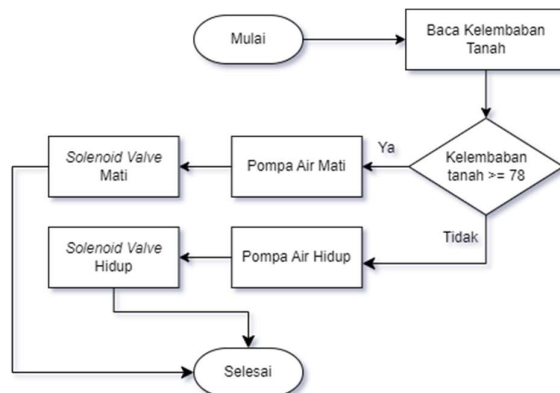 Mulai
Baca Kelembaban
Tanah
Kelembaban
tanah >= 78
Ya
Pompa Air Mati
Solenoid Valve
Mati
Tidak
Pompa Air Hidup
Solenoid Valve
Hidup
Selesai